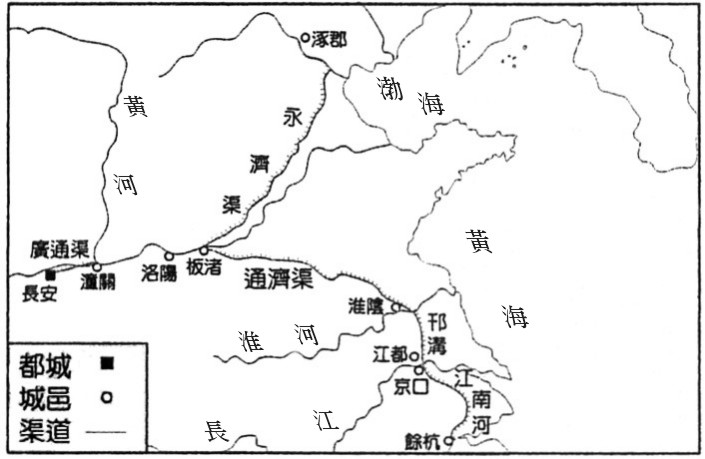 涿郡
渤海
黃河
永濟渠
黃海
廣通渠
長安
潼關
洛陽
板渚
通濟渠
淮陰
邗溝
淮河
江都
京口
江南河
長江
餘杭
都城
城邑
渠道